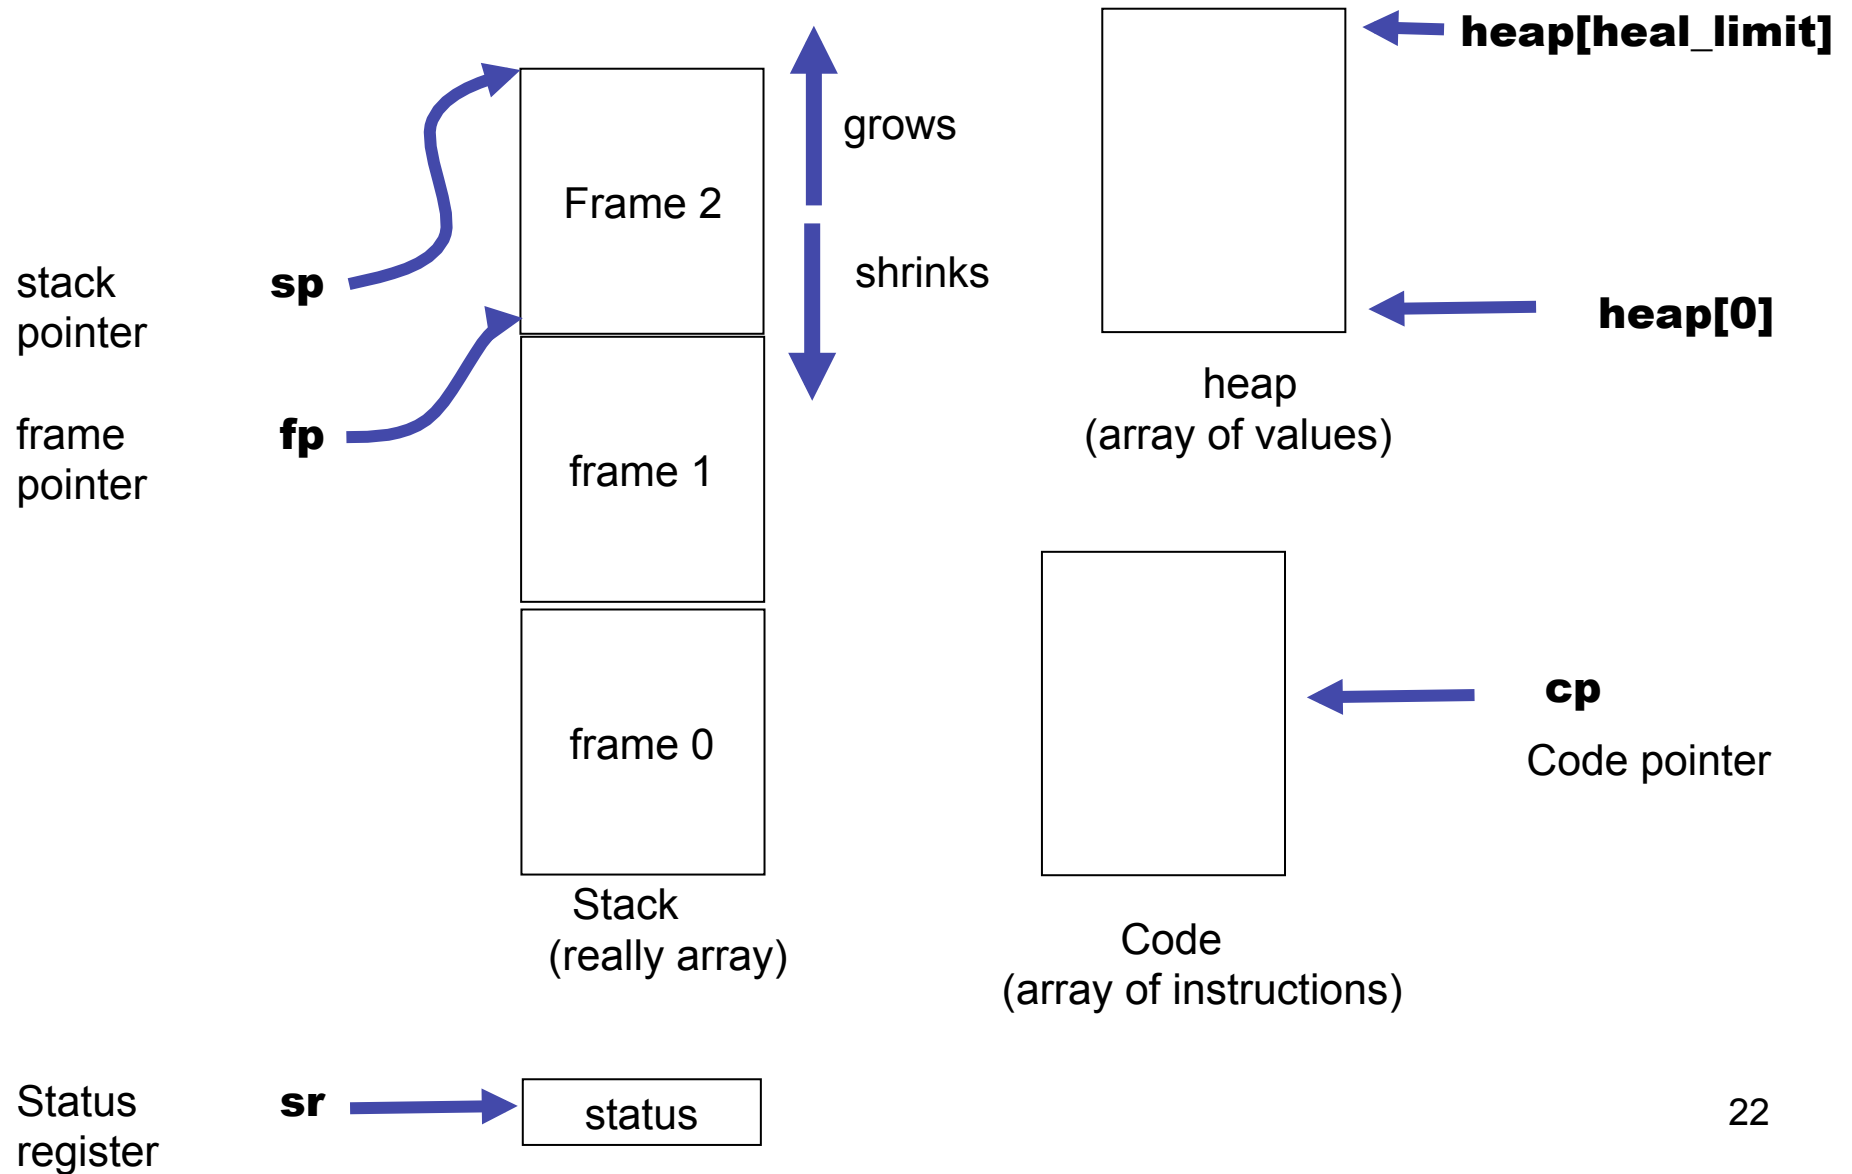 heap[heal_limit]
grows
Frame 2
shrinks
stack
pointer
sp
heap[0]
heap
(array of values)
frame
pointer
fp
frame 1
cp
Code pointer
frame 0
Stack
(really array)
Code
(array of instructions)
Status
register
sr
status
22